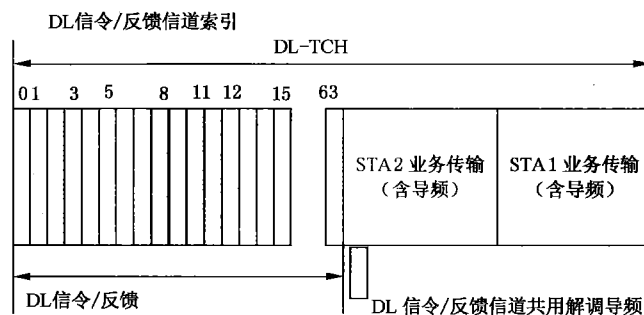 DL信令/反馈信道索引
DL-TCH
0 1 3 5 8 11 12 15 63
STA2 业务传输
(含导频)
STA1 业务传输
(含导频)
DL信令/反馈
DL 信令/反馈信道共用解调导频